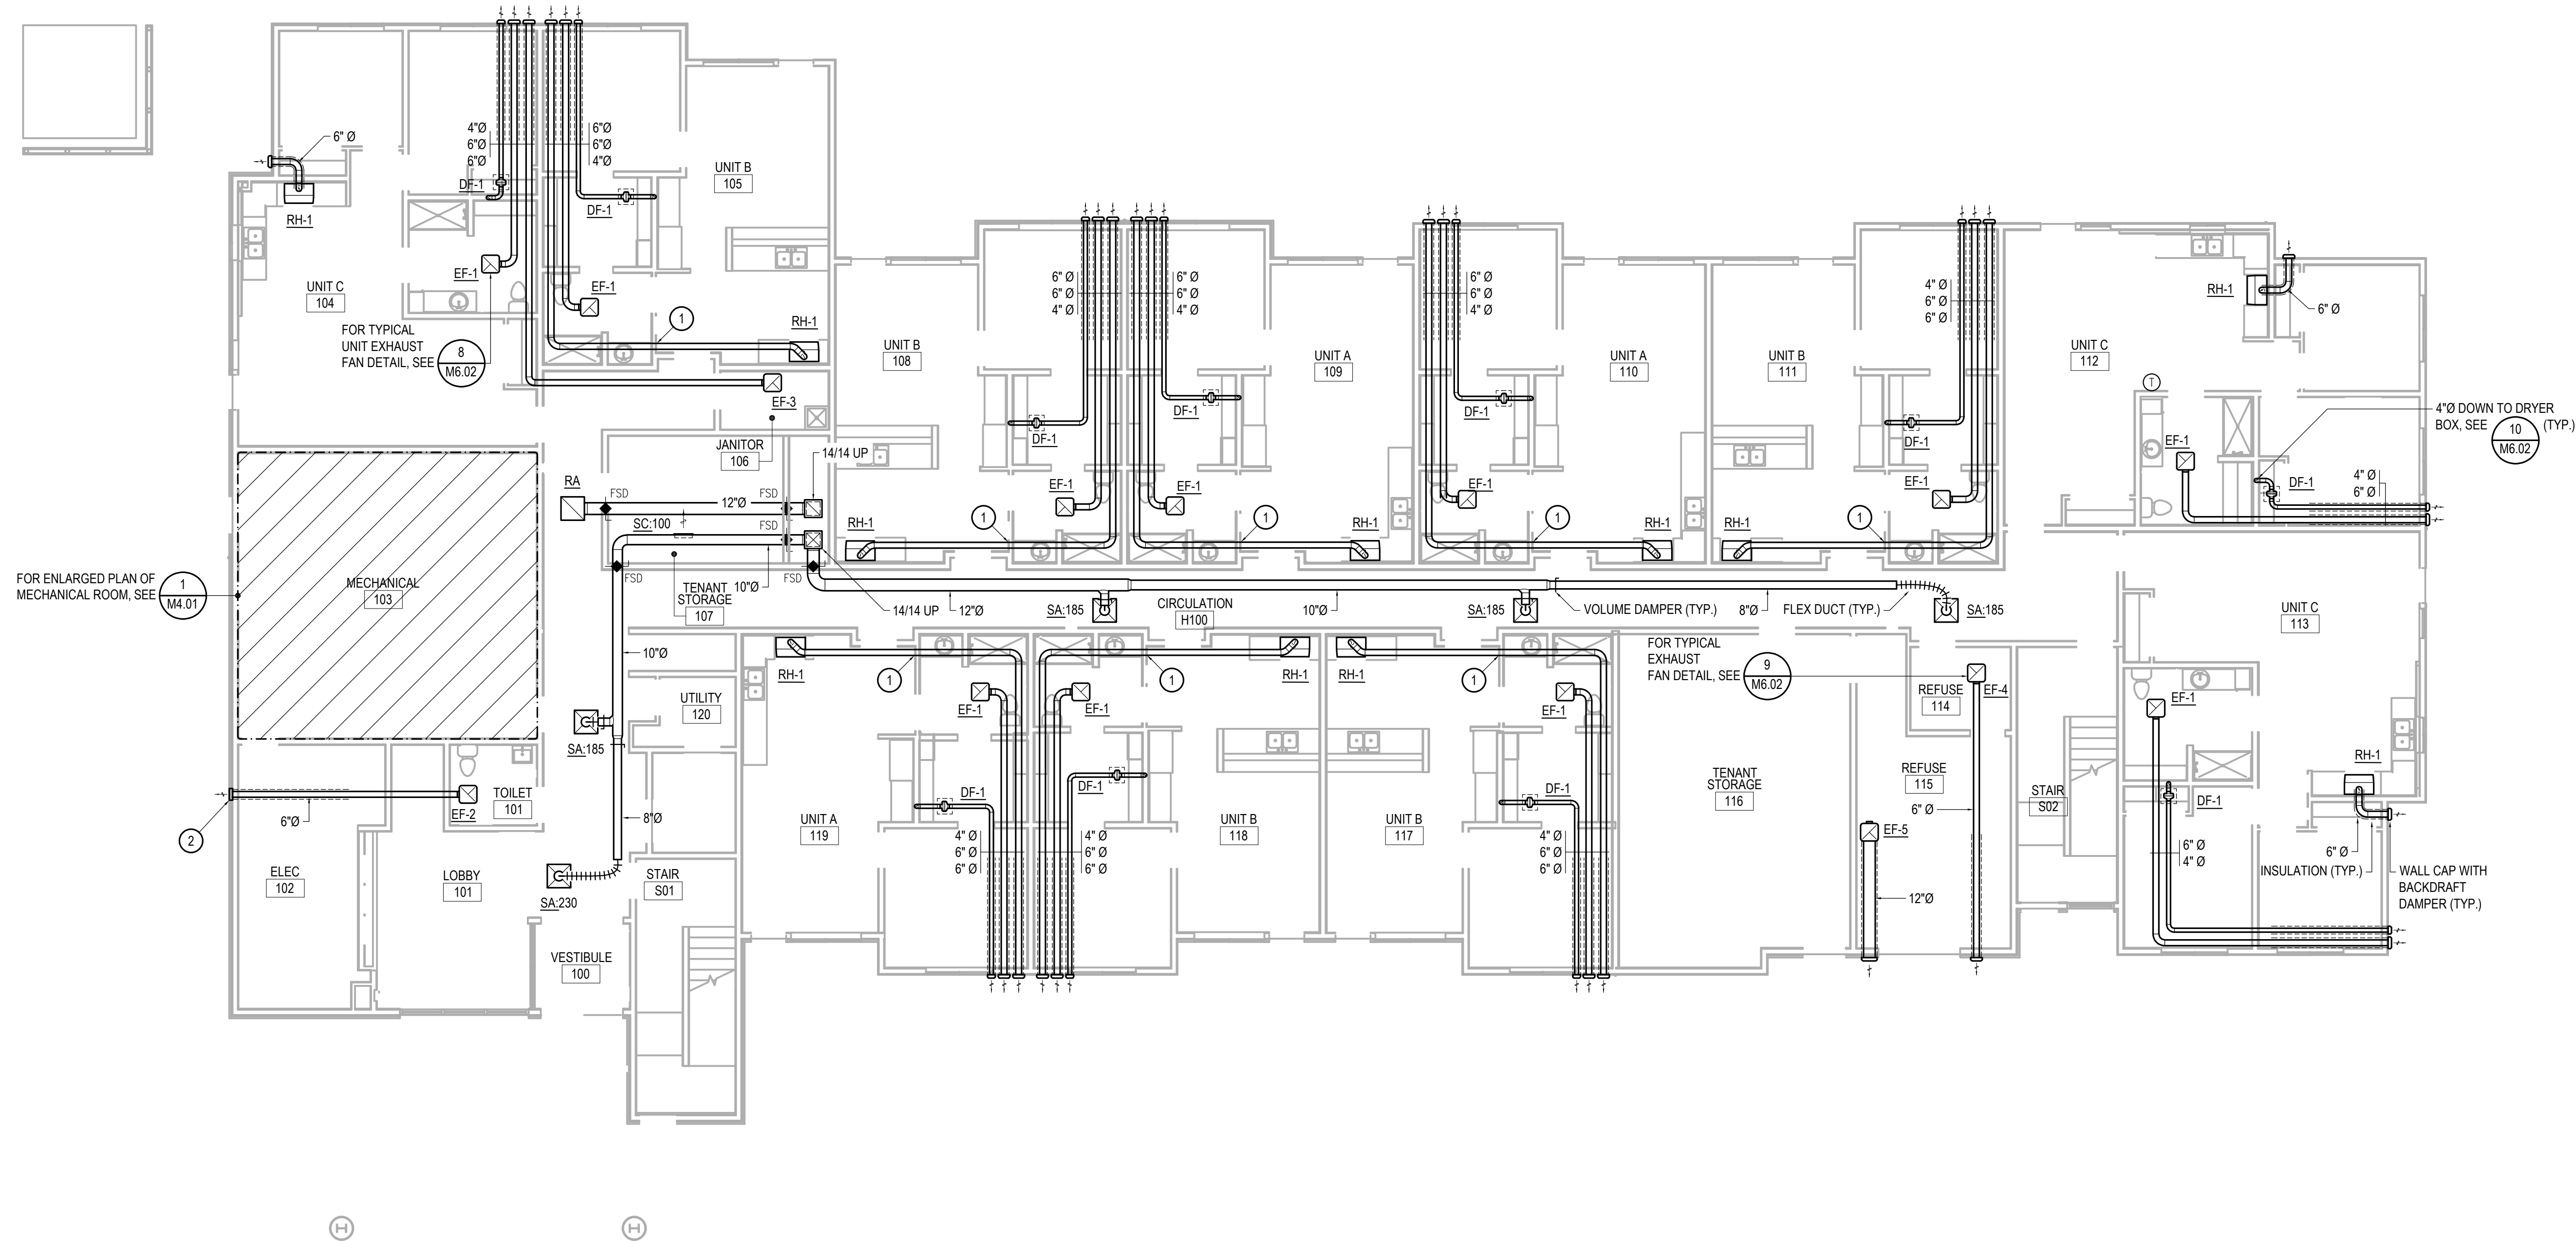 6" Ø
4"Ø
6"Ø
6"Ø
6"Ø
6"Ø
4"Ø
DF-1
DF-1
RH-1
UNIT B
105
EF-1
EF-1
UNIT C
104
RH-1
1
FOR TYPICAL
UNIT EXHAUST
FAN DETAIL, SEE
8
M6.02
EF-3
JANITOR
106
14/14 UP
RA
FSD
12"Ø
FSD
SC:100
FSD
FSD
FSD
TENANT
STORAGE
107
10"Ø
14/14 UP
12"Ø
FOR ENLARGED PLAN OF
MECHANICAL ROOM, SEE
1
M4.01
MECHANICAL
103
UNIT B
108
6" Ø
6" Ø
4" Ø
DF-1
EF-1
RH-1
1
6" Ø
6" Ø
4" Ø
DF-1
EF-1
UNIT A
109
RH-1
1
6" Ø
6" Ø
4" Ø
DF-1
EF-1
UNIT A
110
RH-1
1
UNIT B
111
4" Ø
6" Ø
6" Ø
DF-1
EF-1
RH-1
1
UNIT C
112
RH-1
6" Ø
T
EF-1
DF-1
4" Ø
6" Ø
4"Ø DOWN TO DRYER
BOX, SEE
10
M6.02
(TYP.)
SA:185
CIRCULATION
H100
10"Ø
SA:185
VOLUME DAMPER (TYP.)
8"Ø
FLEX DUCT (TYP.)
SA:185
10"Ø
UTILITY
120
SA:185
8"Ø
SA:230
EF-2
6"Ø
2
TOILET
101
ELEC
102
LOBBY
101
STAIR
S01
VESTIBULE
100
RH-1
1
EF-1
DF-1
UNIT A
119
4" Ø
6" Ø
6" Ø
RH-1
1
EF-1
DF-1
4" Ø
6" Ø
6" Ø
UNIT B
118
RH-1
1
EF-1
DF-1
UNIT B
117
4" Ø
6" Ø
6" Ø
FOR TYPICAL
EXHAUST
FAN DETAIL, SEE
9
M6.02
TENANT
STORAGE
116
REFUSE
114
EF-4
REFUSE
115
6" Ø
EF-5
12"Ø
STAIR
S02
UNIT C
113
EF-1
RH-1
DF-1
6" Ø
4" Ø
6" Ø
INSULATION (TYP.)
WALL CAP WITH
BACKDRAFT
DAMPER (TYP.)
H
H